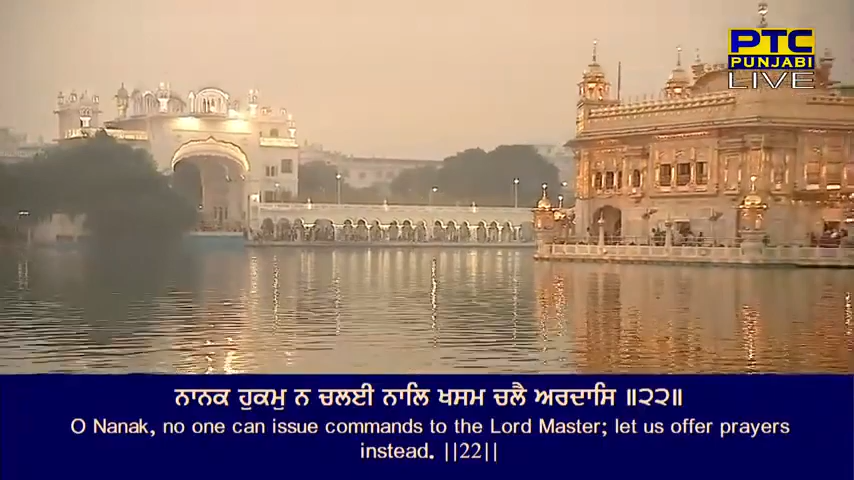 PTC
PUNJABI
LIVE
ਨਾਨਕ ਹੁਕਮੁ ਨ ਚਲਈ ਨਾਲਿ ਖਸਮ ਚਲੈ ਅਰਦਾਸਿ ॥੨੨॥
O Nanak, no one can issue commands to the Lord Master; let us offer prayers
instead. ||22||